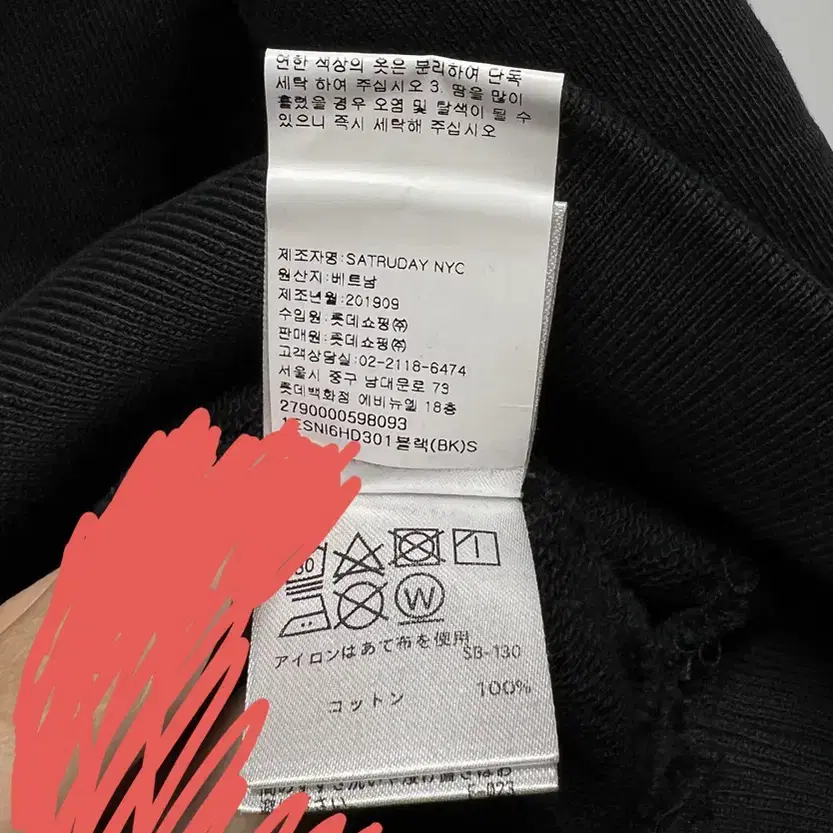 연한 색상의 옷은 분리하여 단독
세탁 하여 주십시오 3. 땀을 많이
흘렸을 경우 오염 및 탈색이 될 수
있으니 즉시 세탁해 주십시오
제조자명:SATRUDAY NYC
원산지:베트남
제조년월:201909
수입원:롯데쇼핑㈜
판매원:롯데쇼핑㈜
고객상담실:02-2118-6474
서울시 중구 남대문로 73
롯데백화점 에비뉴엘 18층
2790000598093
1ESNI6HD301블랙(BK)S
W
アイロンはあて布を使用
SB-130
コットン 100%